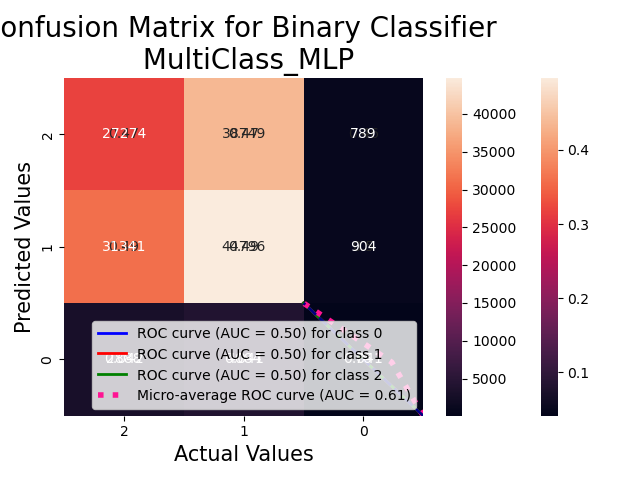 onfusion Matrix for Binary Classifier
MultiClass_MLP
Predicted Values
2
1
0
27274
789
31341
904
ROC curve (AUC = 0.50) for class 0
ROC curve (AUC = 0.50) for class 1
ROC curve (AUC = 0.50) for class 2
Micro-average ROC curve (AUC = 0.61)
2 1 0
Actual Values
40000
35000
30000
25000
20000
15000
10000
5000
0.4
0.3
0.2
0.1